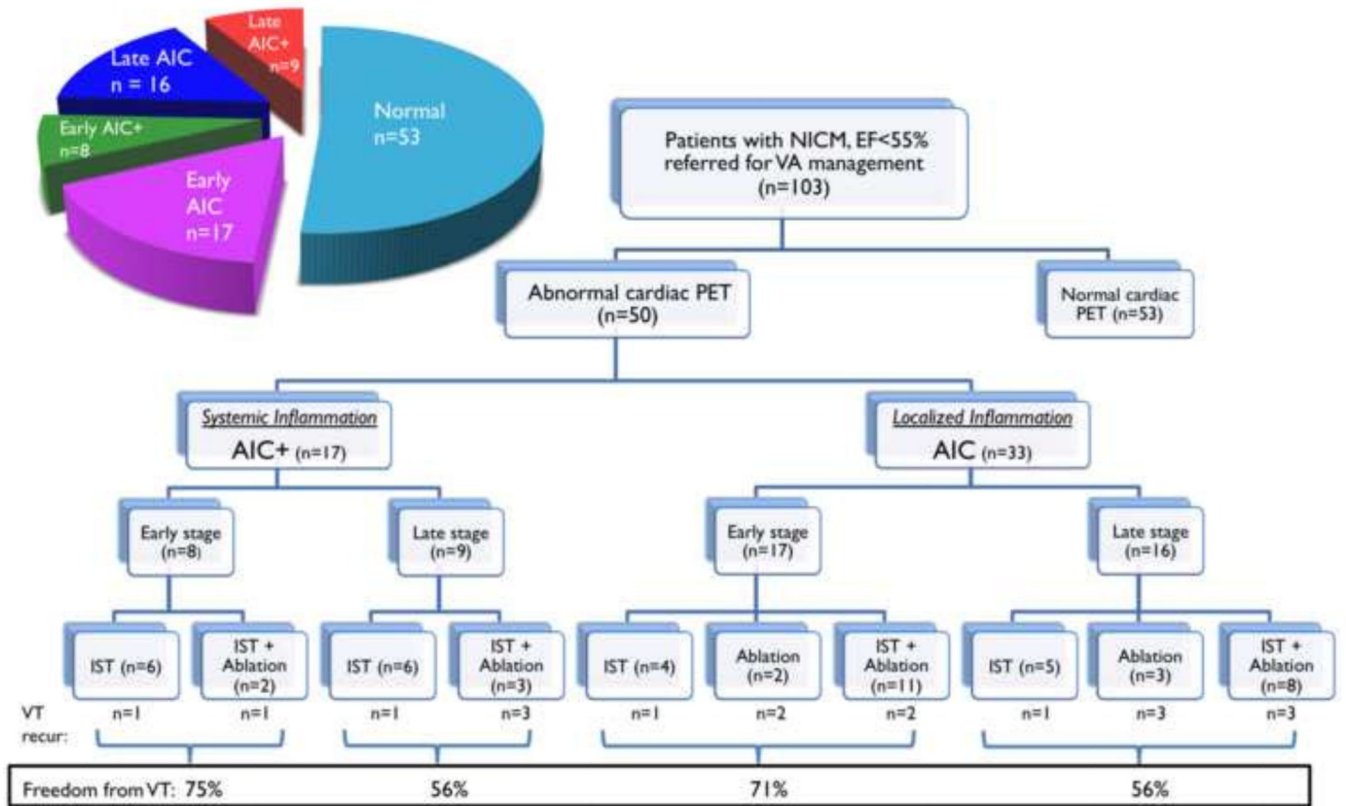 Late
AIC+
n=9
Late AIC
n = 16
Normal
n=53
Early AIC+
n=8
Early
AIC
n=17
Patients with NICM, EF<55%
referred for VA management
(n=103)
Abnormal cardiac PET
(n=50)
Normal cardiac
PET (n=53)
Systemic Inflammation
AIC+ (n=17)
Localized Inflammation
AIC (n=33)
Early stage
(n=8)
Late stage
(n=9)
Early stage
(n=17)
Late stage
(n=16)
IST (n=6)
IST +
Ablation
(n=2)
IST (n=6)
IST +
Ablation
(n=3)
IST (n=4)
Ablation
(n=2)
IST +
Ablation
(n=11)
IST (n=5)
Ablation
(n=3)
IST +
Ablation
(n=8)
VT
recur:
n=1 n=1 n=1 n=3 n=1 n=2 n=2 n=1 n=3 n=3
Freedom from VT: 75% 56% 71% 56%